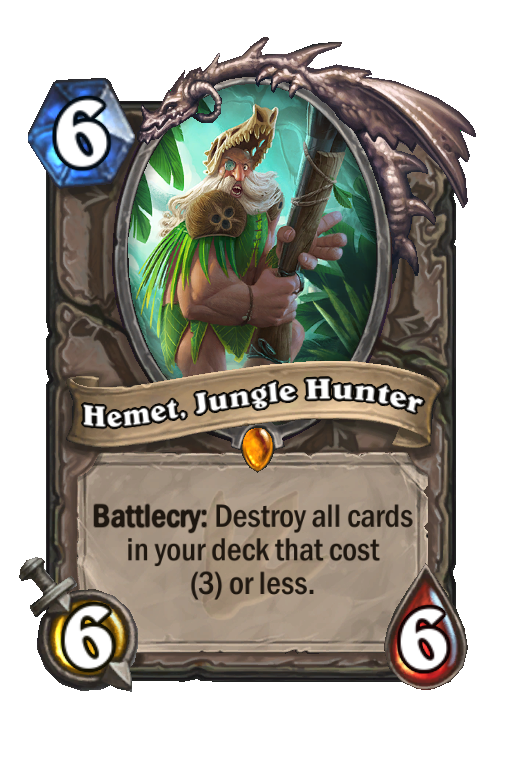 6
Hemet, Jungle Hunter
Battlecry: Destroy all cards
in your deck that cost
(3) or less.
6
6